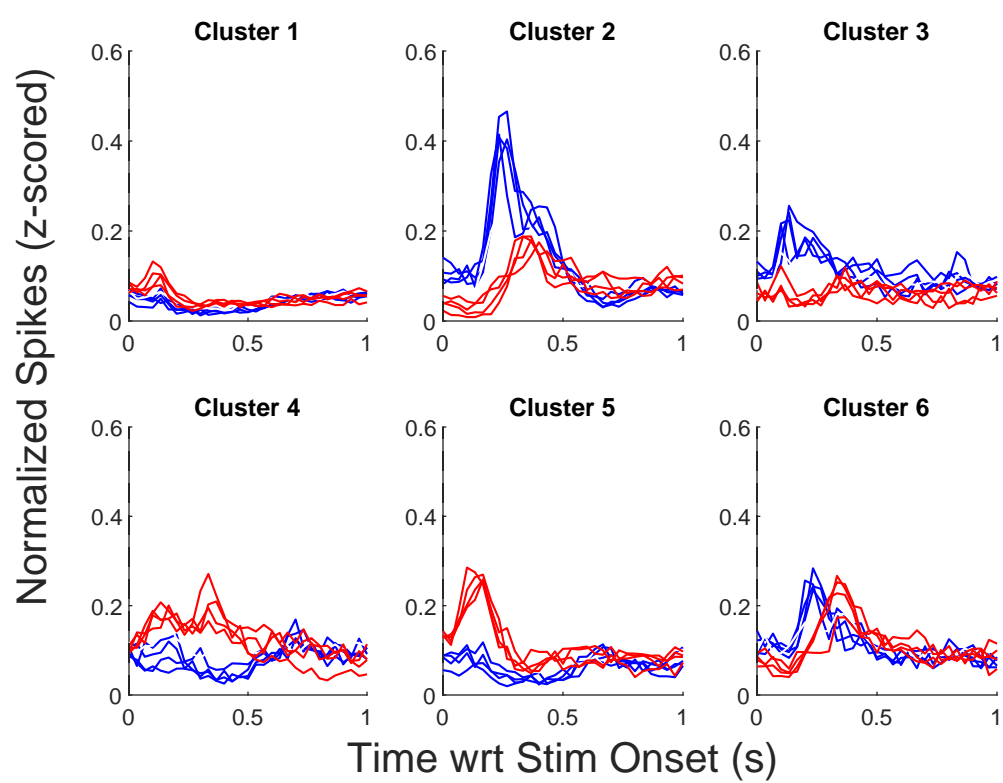 Cluster 1 Cluster 2 Cluster 3
0.6 0.6 0.6
0.4 0.4 0.4
0.2 0.2 0.2
0 0 0
0 0.5 1 0 0.5 1 0 0.5 1
Normalized Spikes (z-scored)
Cluster 4 Cluster 5 Cluster 6
0.6 0.6 0.6
0.4 0.4 0.4
0.2 0.2 0.2
0 0 0
0 0.5 1 0 0.5 1 0 0.5 1
Time wrt Stim Onset (s)